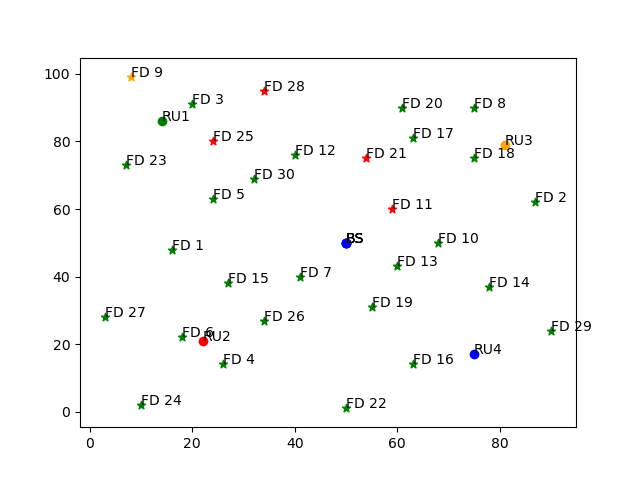 100
80
60
40
20
0
0
20
40
60
80
FD 9
FD 28
FD 3
FD 20
FD 8
RU1
FD 25
FD 17
RU3
FD 12
FD 21
FD 18
FD 23
FD 30
FD 5
FD 2
FD 11
FD 1
BS
FD 10
FD 13
FD 15
FD 7
FD 14
FD 27
FD 26
FD 19
FD 29
FD 6
RU2
FD 4
FD 16
RU4
FD 24
FD 22